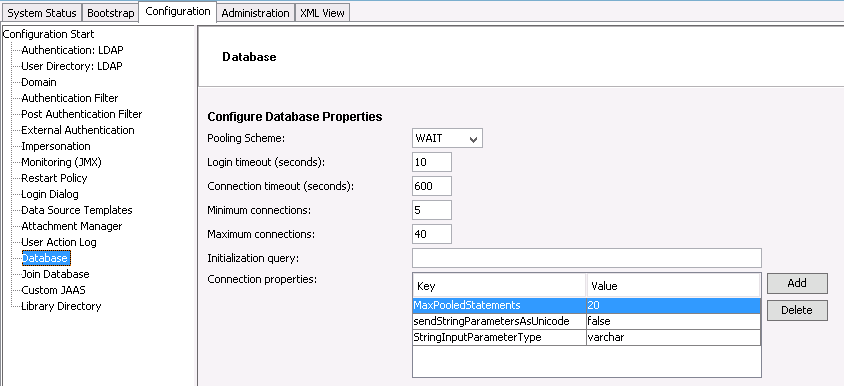 System Status Bootstrap Configuration Administration XML View
Configuration Start
Authentication: LDAP
User Directory: LDAP
Domain
Authentication Filter
Post Authentication Filter
External Authentication
Impersonation
Monitoring (JMX)
Restart Policy
Login Dialog
Data Source Templates
Attachment Manager
User Action Log
Database
Join Database
Custom JAAS
Library Directory
Database
Configure Database Properties
Pooling Scheme: WAIT
Login timeout (seconds): 10
Connection timeout (seconds): 600
Minimum connections: 5
Maximum connections: 40
Initialization query:
Connection properties:
Key Value
MaxPooledStatements 20
sendStringParametersAsUnicode false
StringInputParameterType varchar
Add
Delete